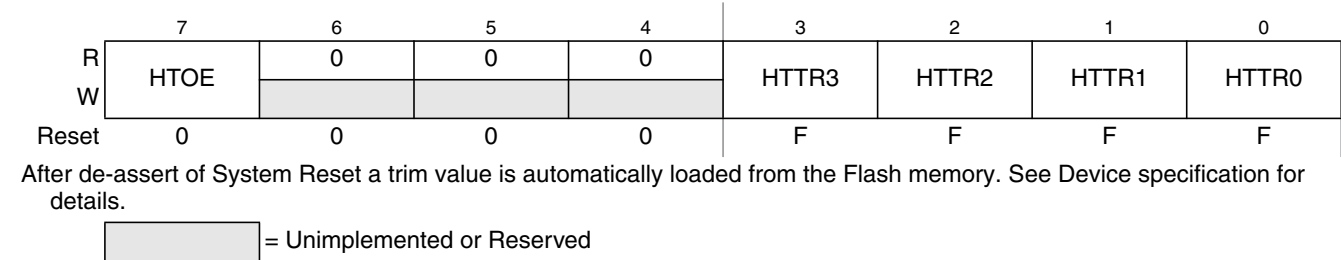 7 6 5 4 3 2 1 0
R HTOE 0 0 0 HTTR3 HTTR2 HTTR1 HTTR0
W
Reset 0 0 0 0 F F F F
After de-assert of System Reset a trim value is automatically loaded from the Flash memory. See Device specification for
details.
= Unimplemented or Reserved